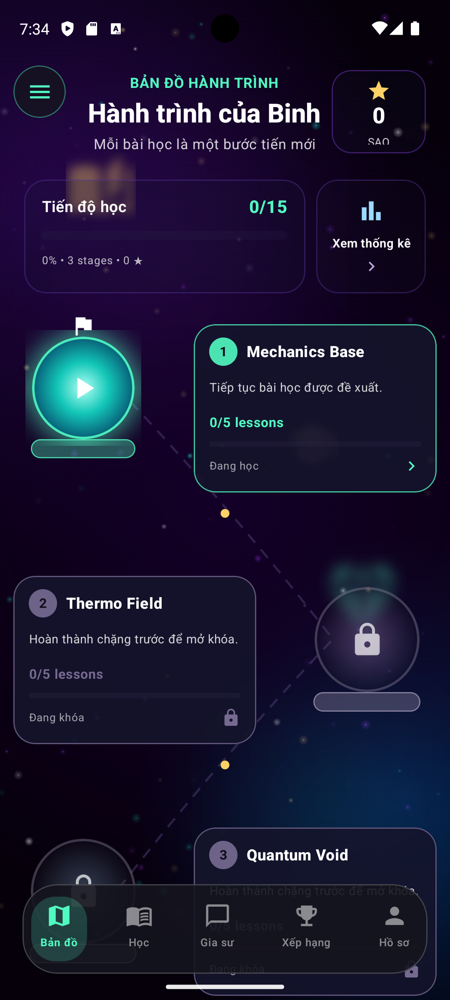 7:34
BẢN ĐỒ HÀNH TRÌNH
Hành trình của Binh
Mỗi bài học là một bước tiến mới
0
SAO
Tiến độ học
0/15
0% • 3 stages • 0 ★
Xem thống kê
1
Mechanics Base
Tiếp tục bài học được đề xuất.
0/5 lessons
Đang học
2
Thermo Field
Hoàn thành chặng trước để mở khóa.
0/5 lessons
Đang khóa
3
Quantum Void
Hoàn thành chặng trước để mở khóa.
0/5 lessons
Đang khóa
Bản đồ
Học
Gia sư
Xếp hạng
Hồ sơ